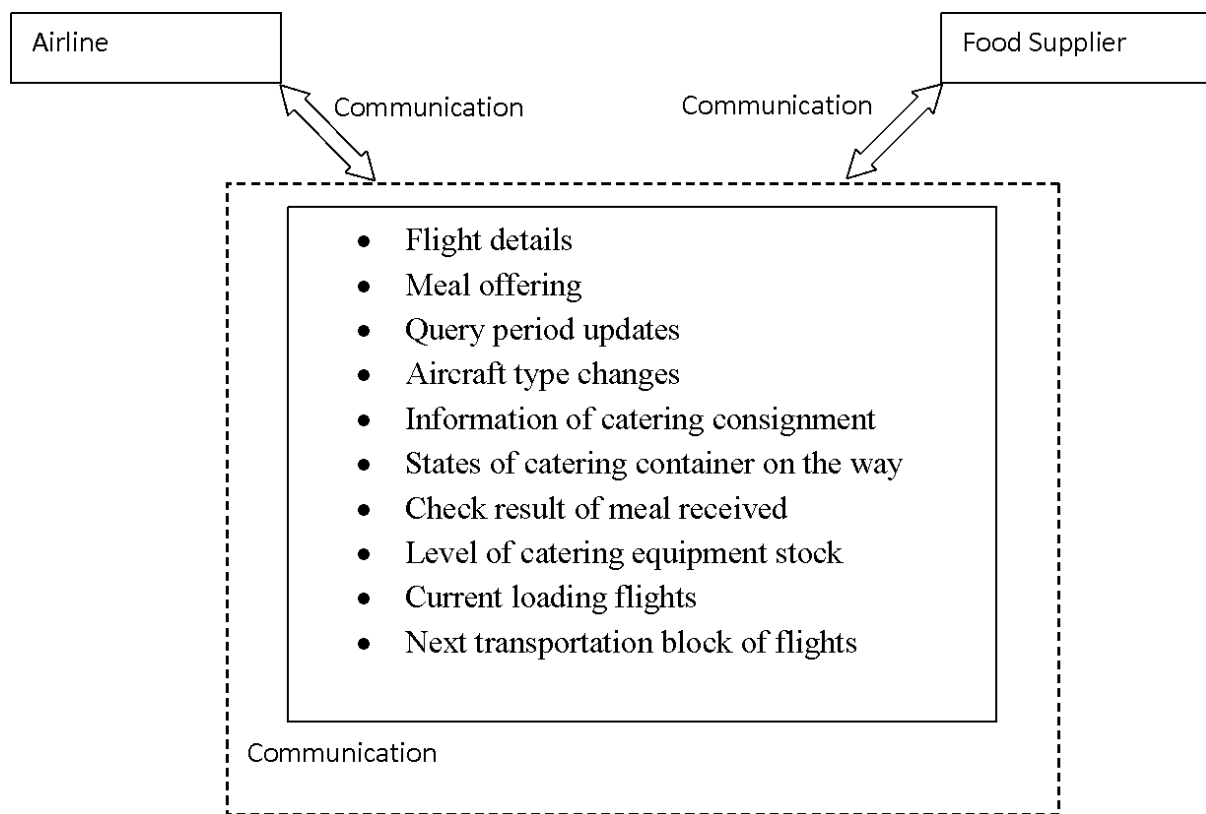 Airline
Food Supplier
Communication
Communication
• Flight details
• Meal offering
• Query period updates
• Aircraft type changes
• Information of catering consignment
• States of catering container on the way
• Check result of meal received
• Level of catering equipment stock
• Current loading flights
• Next transportation block of flights
Communication